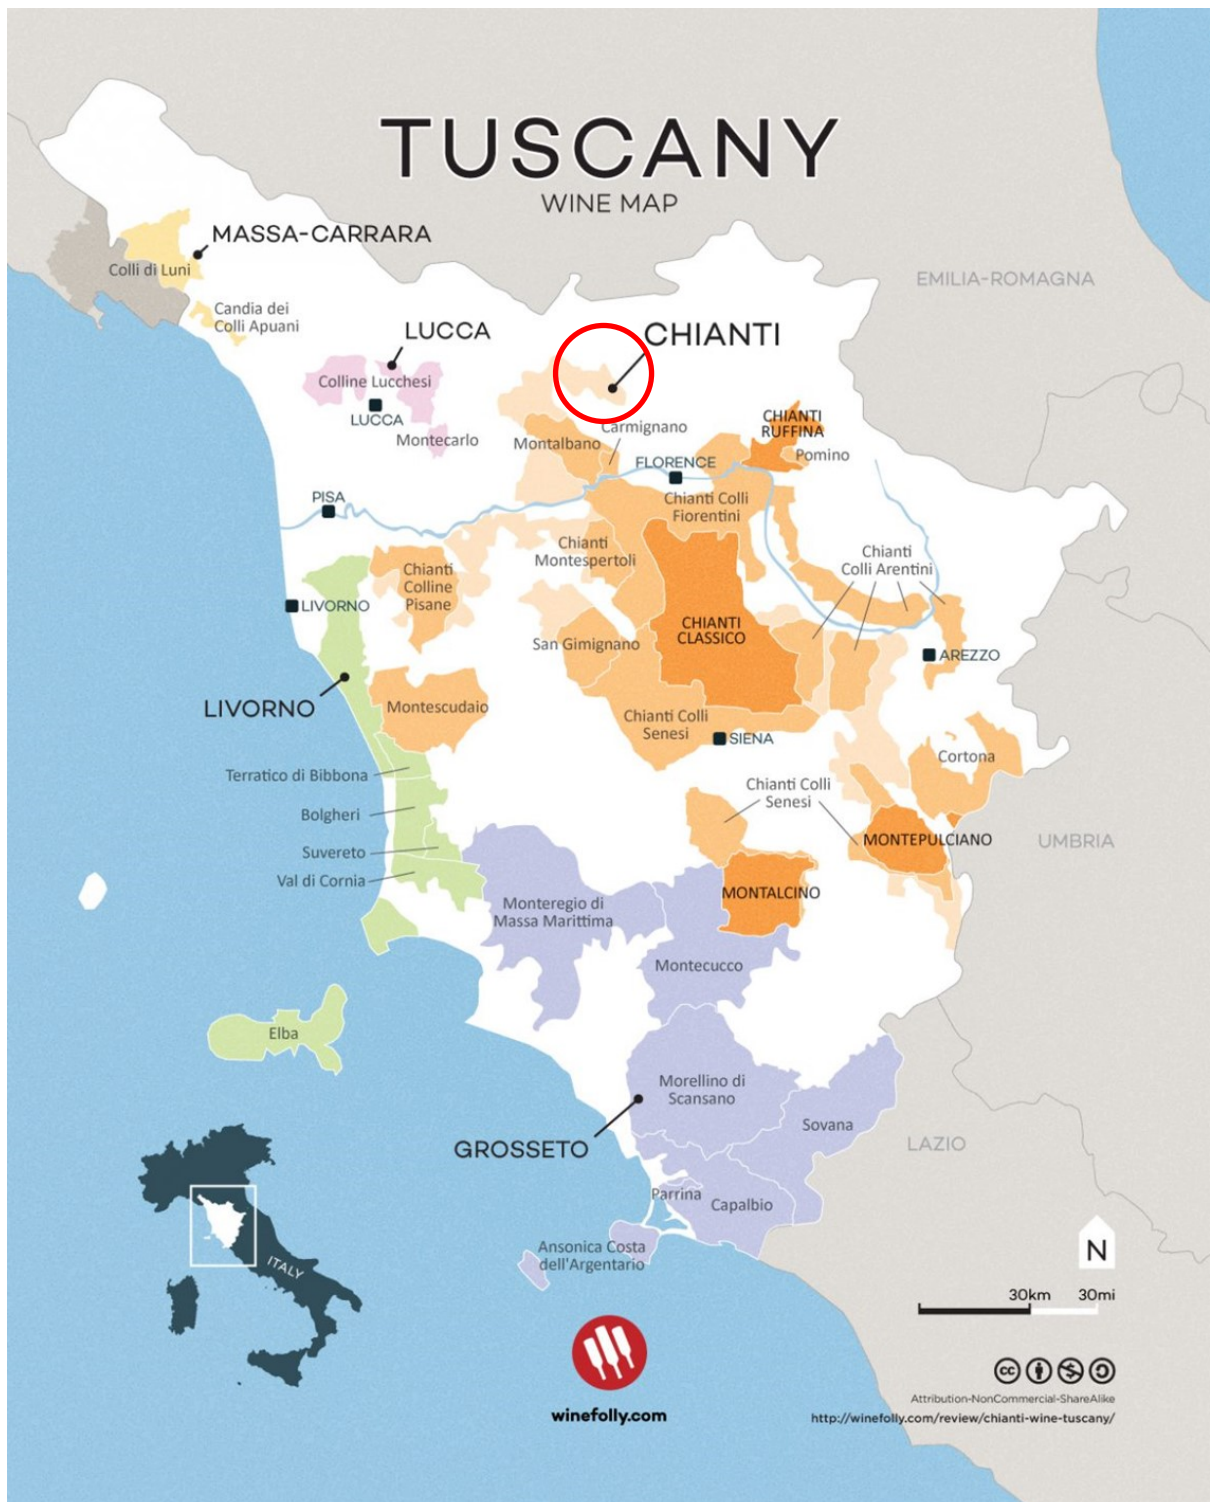 TUSCANY
WINE MAP
MASSA-CARRARA
Colli di Luni
EMILIA-ROMAGNA
Candia dei
Colli Apuani
LUCCA
CHIANTI
Colline Lucchesi
LUCCA
Montecarlo
CHIANTI
RUFFINA
Carmignano
Montalbano
Pomino
FLORENCE
PISA
Chianti Colli
Fiorentini
Chianti
Montespertoli
Chianti
Colli Arentini
Chianti
Colline
Pisane
LIVORNO
CHIANTI
CLASSICO
San Gimignano
AREZZO
LIVORNO
Montescudaio
Chianti Colli
Senesi
SIENA
Cortona
Terratico di Bibbona
Chianti Colli
Senesi
Bolgheri
MONTEPULCIANO
UMBRIA
Suvereto
Val di Cornia
MONTALCINO
Monteregio di
Massa Marittima
Montecucco
Elba
Morellino di
Scansano
Sovana
GROSSETO
LAZIO
Parrina
Capalbio
Ansonica Costa
dell'Argentario
ITALY
N
30km 30mi
cc
winefolly.com
Attribution-NonCommercial-ShareAlike
http://winefolly.com/review/chianti-wine-tuscany/